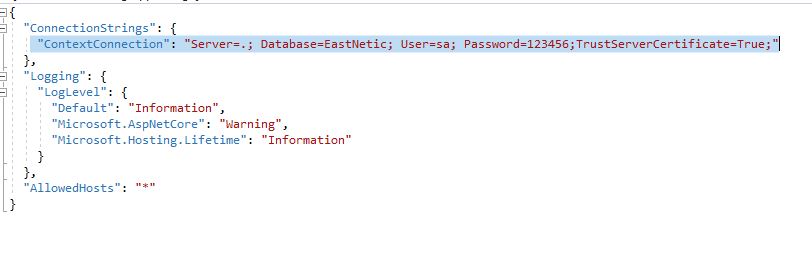 {
"ConnectionStrings": {
"ContextConnection": "Server=.; Database=EastNetic; User=sa; Password=123456;TrustServerCertificate=True;"
},
"Logging": {
"LogLevel": {
"Default": "Information",
"Microsoft.AspNetCore": "Warning",
"Microsoft.Hosting.Lifetime": "Information"
}
},
"AllowedHosts": "*"
}